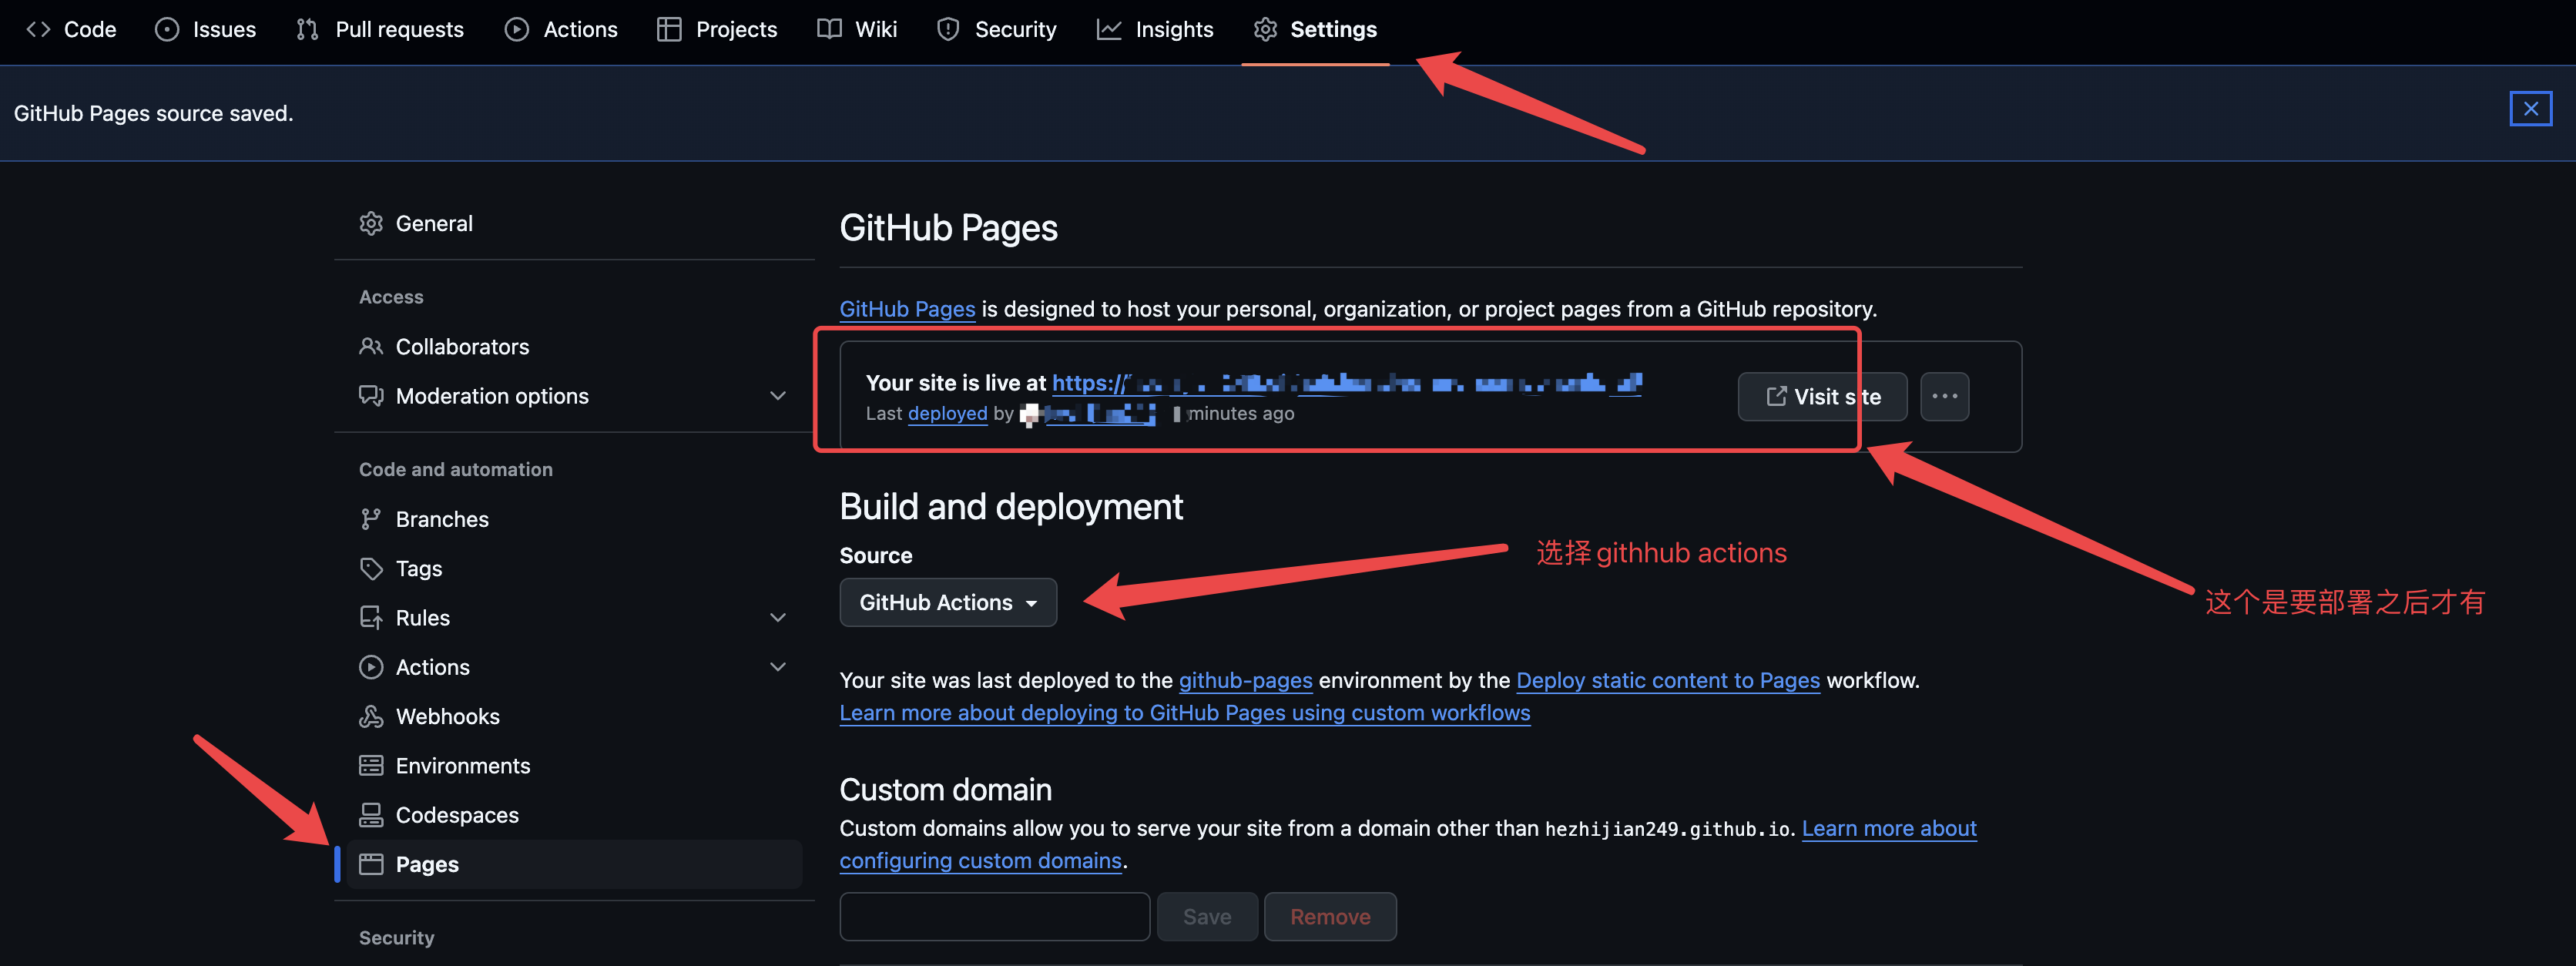 Code Issues Pull requests Actions Projects Wiki Security Insights Settings
GitHub Pages source saved.
General
Access
Collaborators
Moderation options
Code and automation
Branches
Tags
Rules
Actions
Webhooks
Environments
Codespaces
Pages
Security
GitHub Pages
GitHub Pages is designed to host your personal, organization, or project pages from a GitHub repository.
Your site is live at https://
Visit site
Last deployed by minutes ago
Build and deployment
Source
GitHub Actions
选择githhub actions
这个是要部署之后才有
Your site was last deployed to the github-pages environment by the Deploy static content to Pages workflow.
Learn more about deploying to GitHub Pages using custom workflows
Custom domain
Custom domains allow you to serve your site from a domain other than hezhijian249.github.io. Learn more about
configuring custom domains.
Save Remove